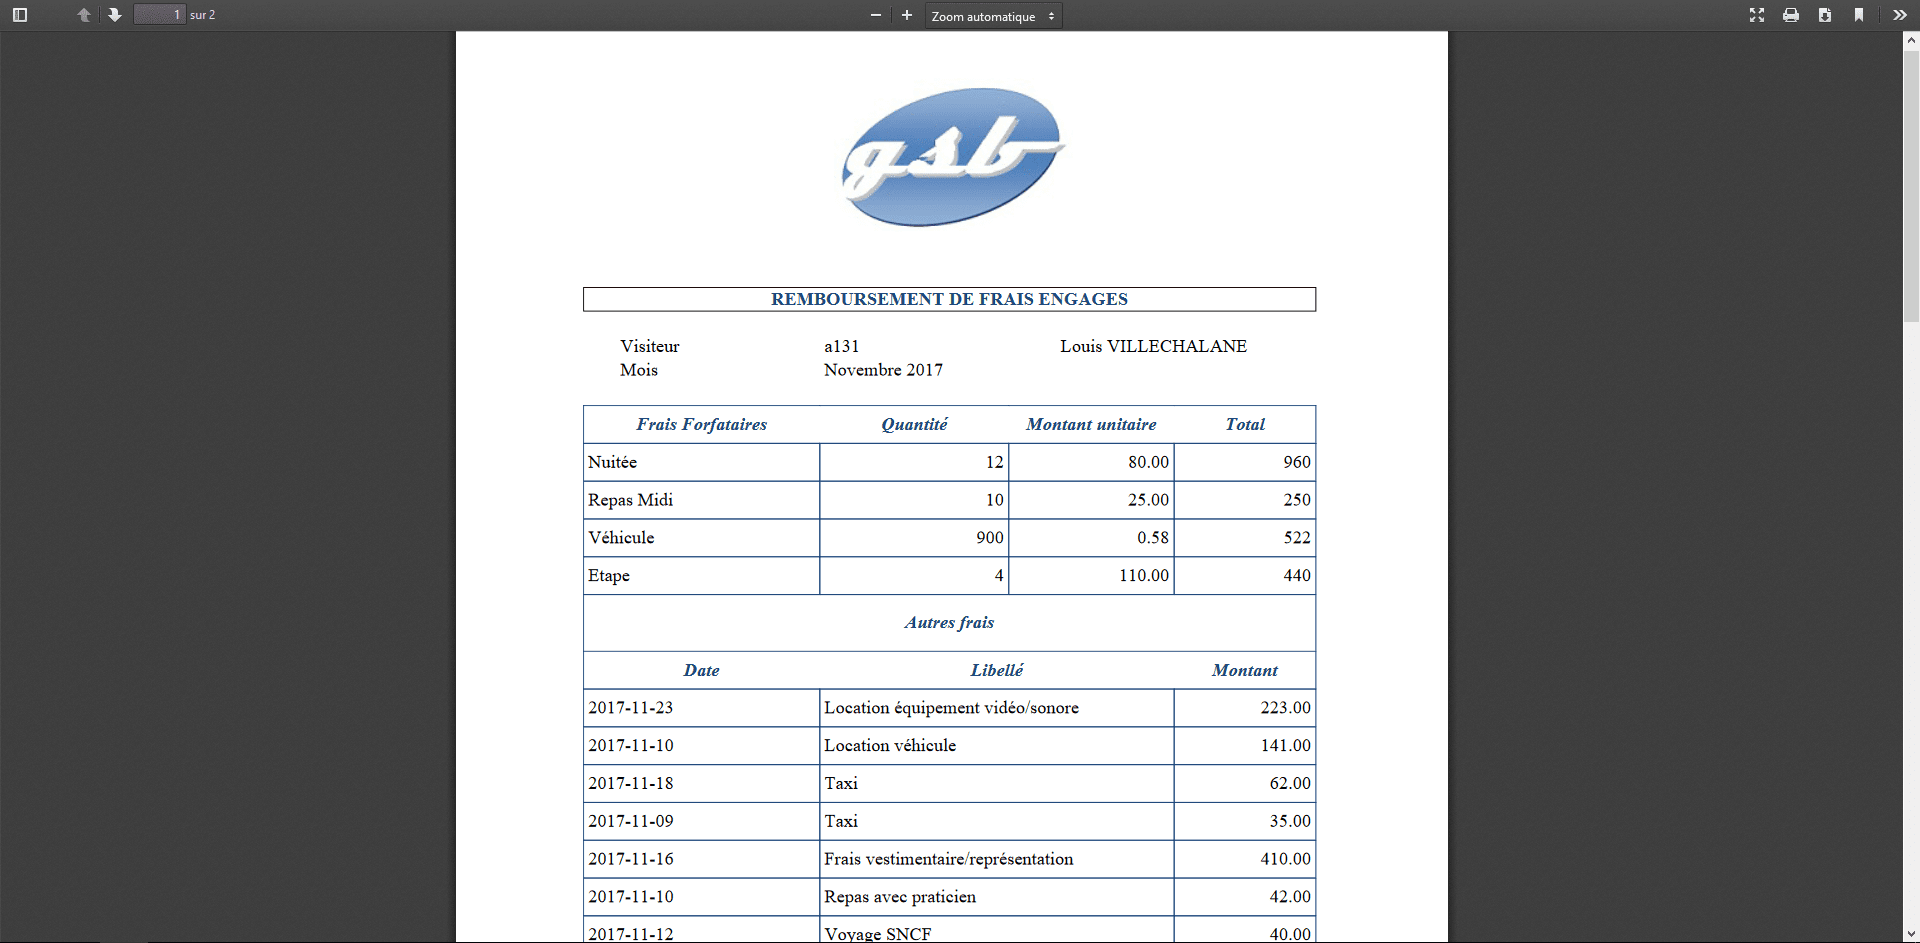 1 sur 2 Zoom automatique
gsb
REMBOURSEMENT DE FRAIS ENGAGES
Visiteur a131 Louis VILLECHALANE
Mois Novembre 2017
Frais Forfataires Quantité Montant unitaire Total
Nuitée 12 80.00 960
Repas Midi 10 25.00 250
Véhicule 900 0.58 522
Etape 4 110.00 440
Autres frais
Date Libellé Montant
2017-11-23 Location équipement vidéo/sonore 223.00
2017-11-10 Location véhicule 141.00
2017-11-18 Taxi 62.00
2017-11-09 Taxi 35.00
2017-11-16 Frais vestimentaire/représentation 410.00
2017-11-10 Repas avec praticien 42.00
2017-11-12 Voyage SNCF 40.00